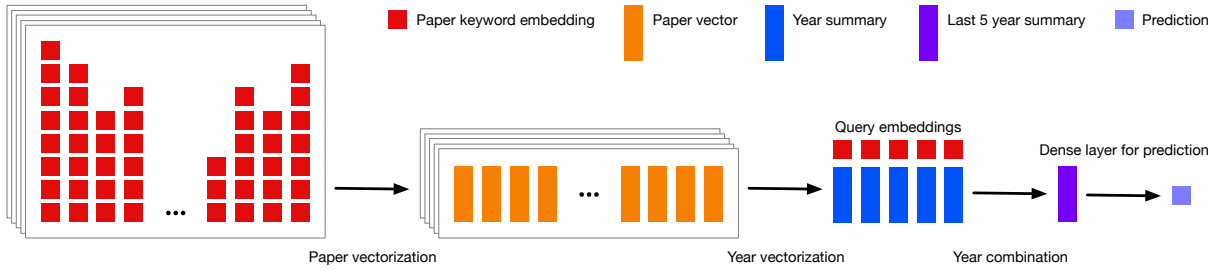 Paper keyword embedding
Paper vector
Year summary
Last 5 year summary
Prediction
Query embeddings
Dense layer for prediction
...
...
Paper vectorization
Year vectorization
Year combination